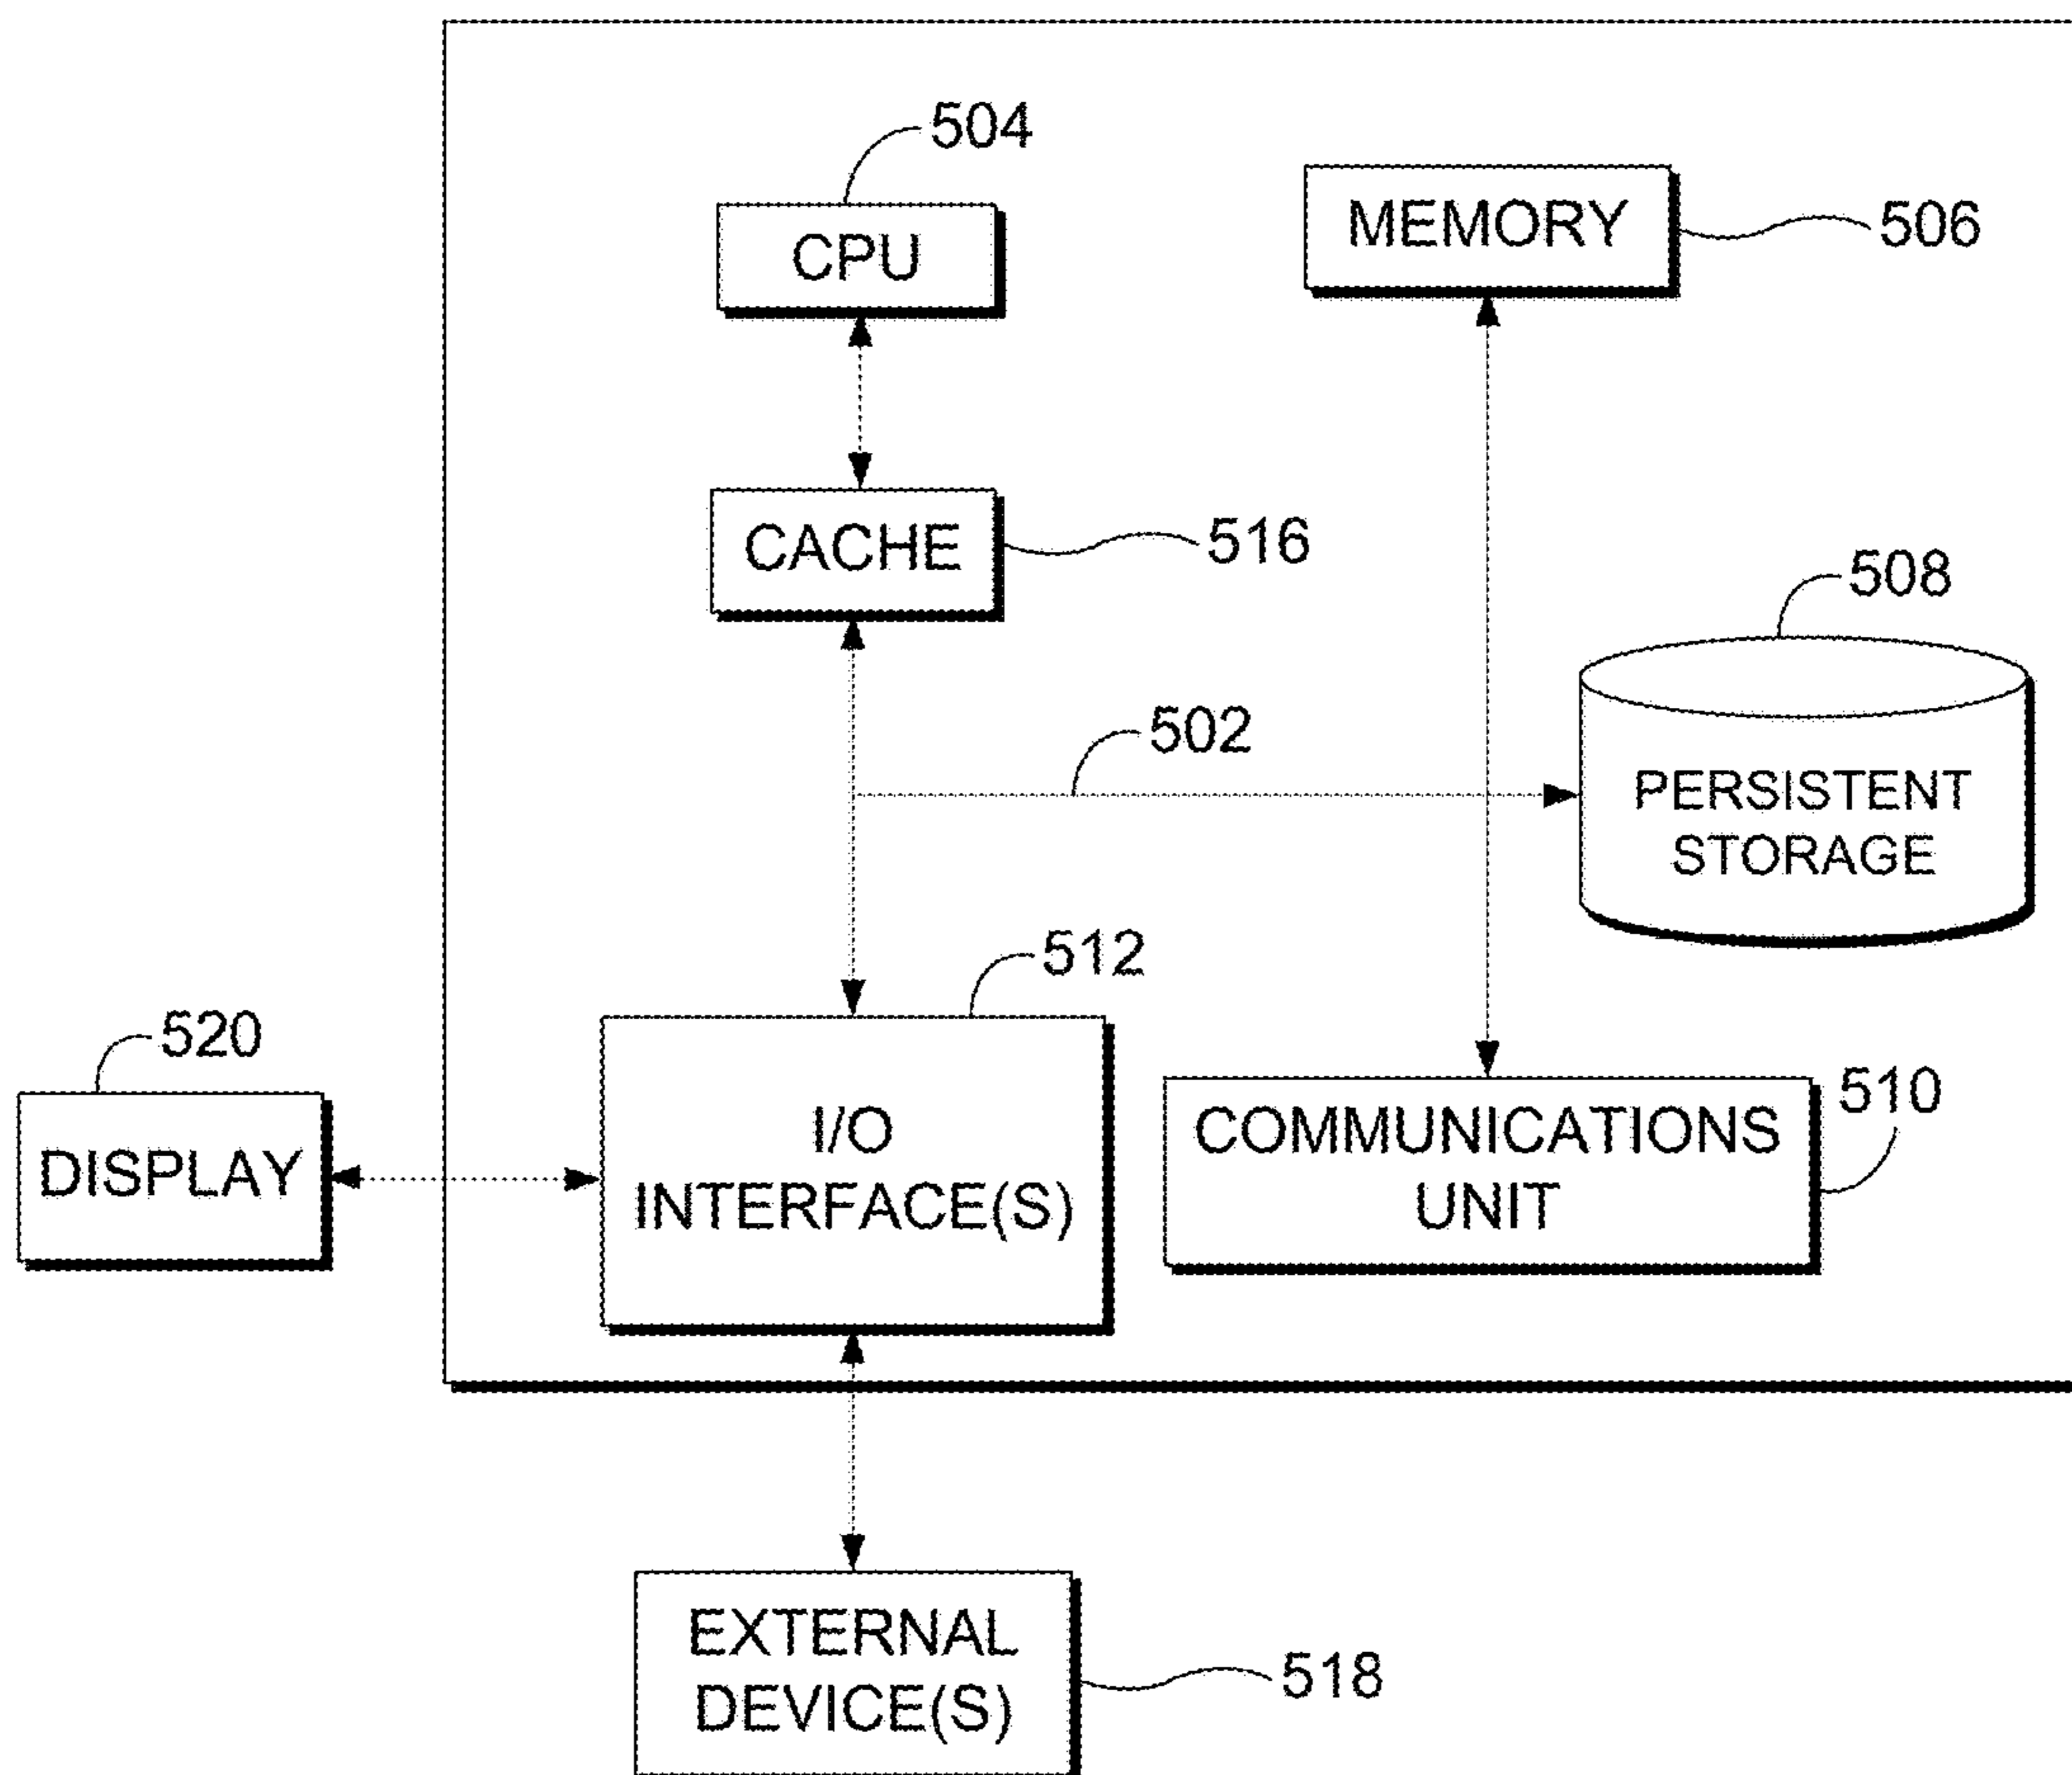 504
CPU
MEMORY
506
CACHE
516
508
502
PERSISTENT
STORAGE
512
520
DISPLAY
I/O
INTERFACE(S)
510
COMMUNICATIONS
UNIT
EXTERNAL
DEVICE(S)
518